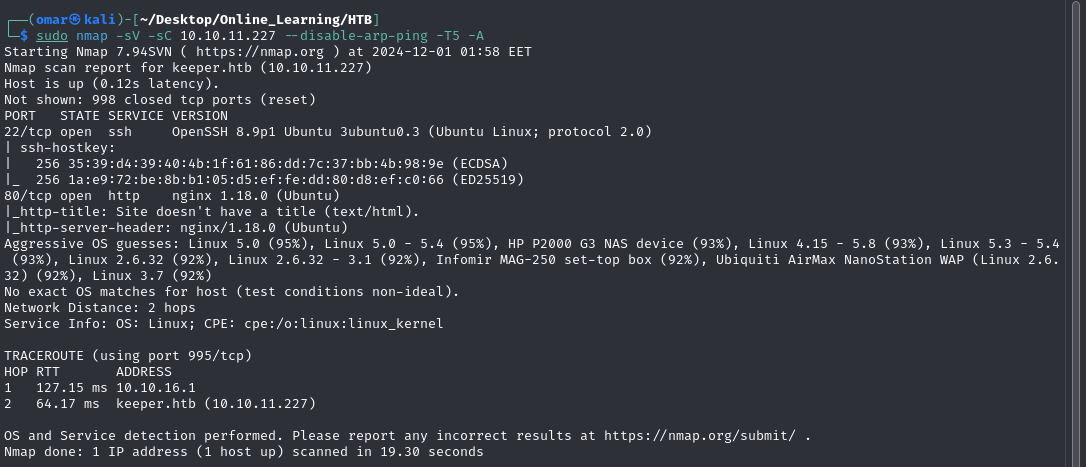 ┌──(omar㉿kali)-[~/Desktop/Online_Learning/HTB]
└─$ sudo nmap -sV -sC 10.10.11.227 --disable-arp-ping -T5 -A
Starting Nmap 7.94SVN ( https://nmap.org ) at 2024-12-01 01:58 EET
Nmap scan report for keeper.htb (10.10.11.227)
Host is up (0.12s latency).
Not shown: 998 closed tcp ports (reset)
PORT   STATE SERVICE VERSION
22/tcp open  ssh     OpenSSH 8.9p1 Ubuntu 3ubuntu0.3 (Ubuntu Linux; protocol 2.0)
| ssh-hostkey:
|   256 35:39:d4:39:40:4b:1f:61:86:dd:7c:37:bb:4b:98:9e (ECDSA)
|_  256 1a:e9:72:be:8b:b1:05:d5:ef:fe:dd:80:d8:ef:c0:66 (ED25519)
80/tcp open  http    nginx 1.18.0 (Ubuntu)
|_http-title: Site doesn't have a title (text/html).
|_http-server-header: nginx/1.18.0 (Ubuntu)
Aggressive OS guesses: Linux 5.0 (95%), Linux 5.0 - 5.4 (95%), HP P2000 G3 NAS device (93%), Linux 4.15 - 5.8 (93%), Linux 5.3 - 5.4
 (93%), Linux 2.6.32 (92%), Linux 2.6.32 - 3.1 (92%), Infomir MAG-250 set-top box (92%), Ubiquiti AirMax NanoStation WAP (Linux 2.6.
32) (92%), Linux 3.7 (92%)
No exact OS matches for host (test conditions non-ideal).
Network Distance: 2 hops
Service Info: OS: Linux; CPE: cpe:/o:linux:linux_kernel

TRACEROUTE (using port 995/tcp)
HOP RTT       ADDRESS
1   127.15 ms 10.10.16.1
2   64.17 ms  keeper.htb (10.10.11.227)

OS and Service detection performed. Please report any incorrect results at https://nmap.org/submit/ .
Nmap done: 1 IP address (1 host up) scanned in 19.30 seconds